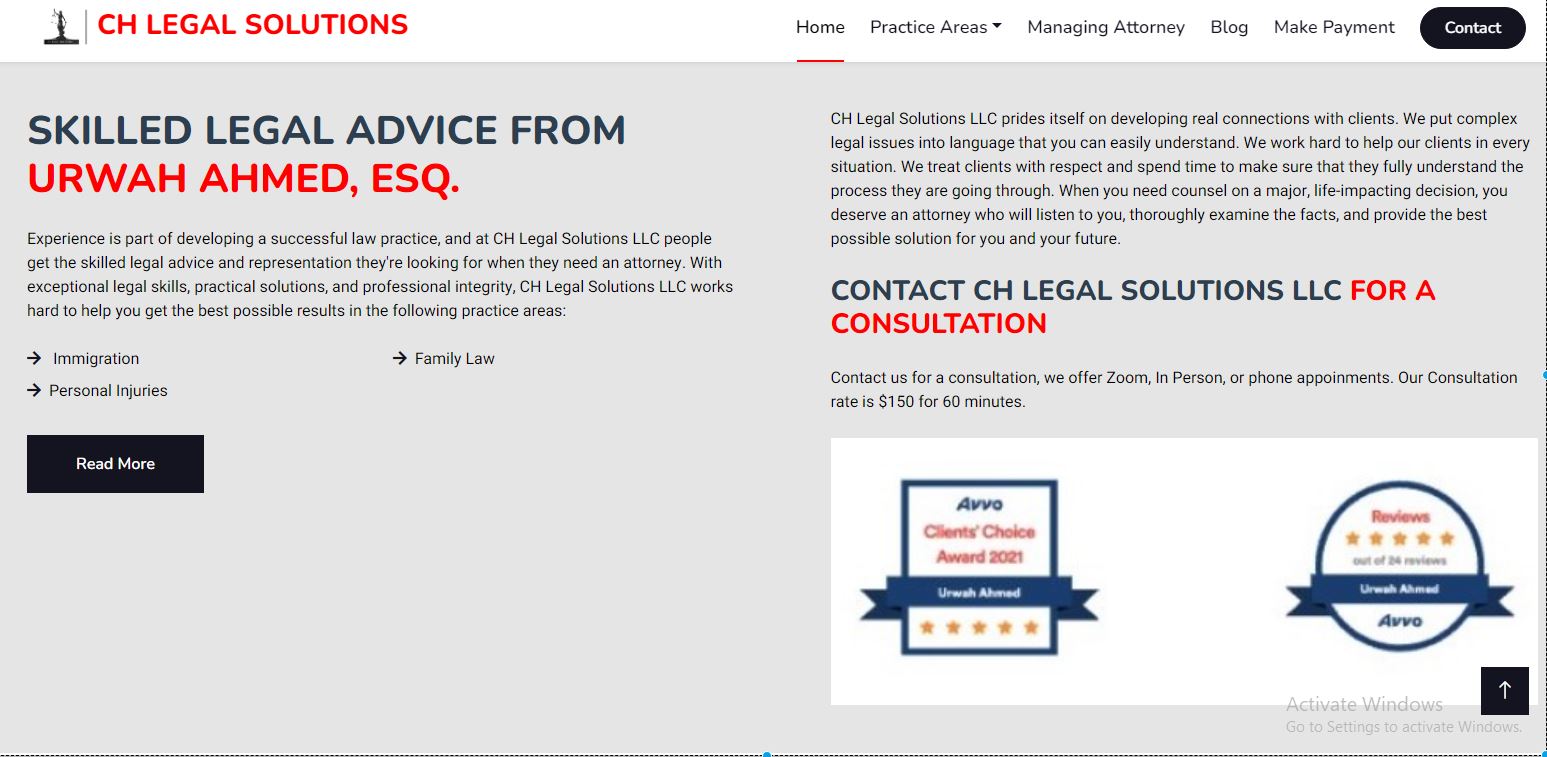 CH LEGAL SOLUTIONS
Home
Practice Areas
Managing Attorney
Blog
Make Payment
Contact
SKILLED LEGAL ADVICE FROM
URWAH AHMED, ESQ.
Experience is part of developing a successful law practice, and at CH Legal Solutions LLC people
get the skilled legal advice and representation they're looking for when they need an attorney. With
exceptional legal skills, practical solutions, and professional integrity, CH Legal Solutions LLC works
hard to help you get the best possible results in the following practice areas:
Immigration
Family Law
Personal Injuries
Read More
CH Legal Solutions LLC prides itself on developing real connections with clients. We put complex
legal issues into language that you can easily understand. We work hard to help our clients in every
situation. We treat clients with respect and spend time to make sure that they fully understand the
process they are going through. When you need counsel on a major, life-impacting decision, you
deserve an attorney who will listen to you, thoroughly examine the facts, and provide the best
possible solution for you and your future.
CONTACT CH LEGAL SOLUTIONS LLC FOR A
CONSULTATION
Contact us for a consultation, we offer Zoom, In Person, or phone appoinments. Our Consultation
rate is $150 for 60 minutes.
Avvo
Clients' Choice
Award 2021
Urwah Ahmed
Reviews
out of 24 reviews
Urwah Ahmed
Avvo
Activate Windows
Go to Settings to activate Windows.